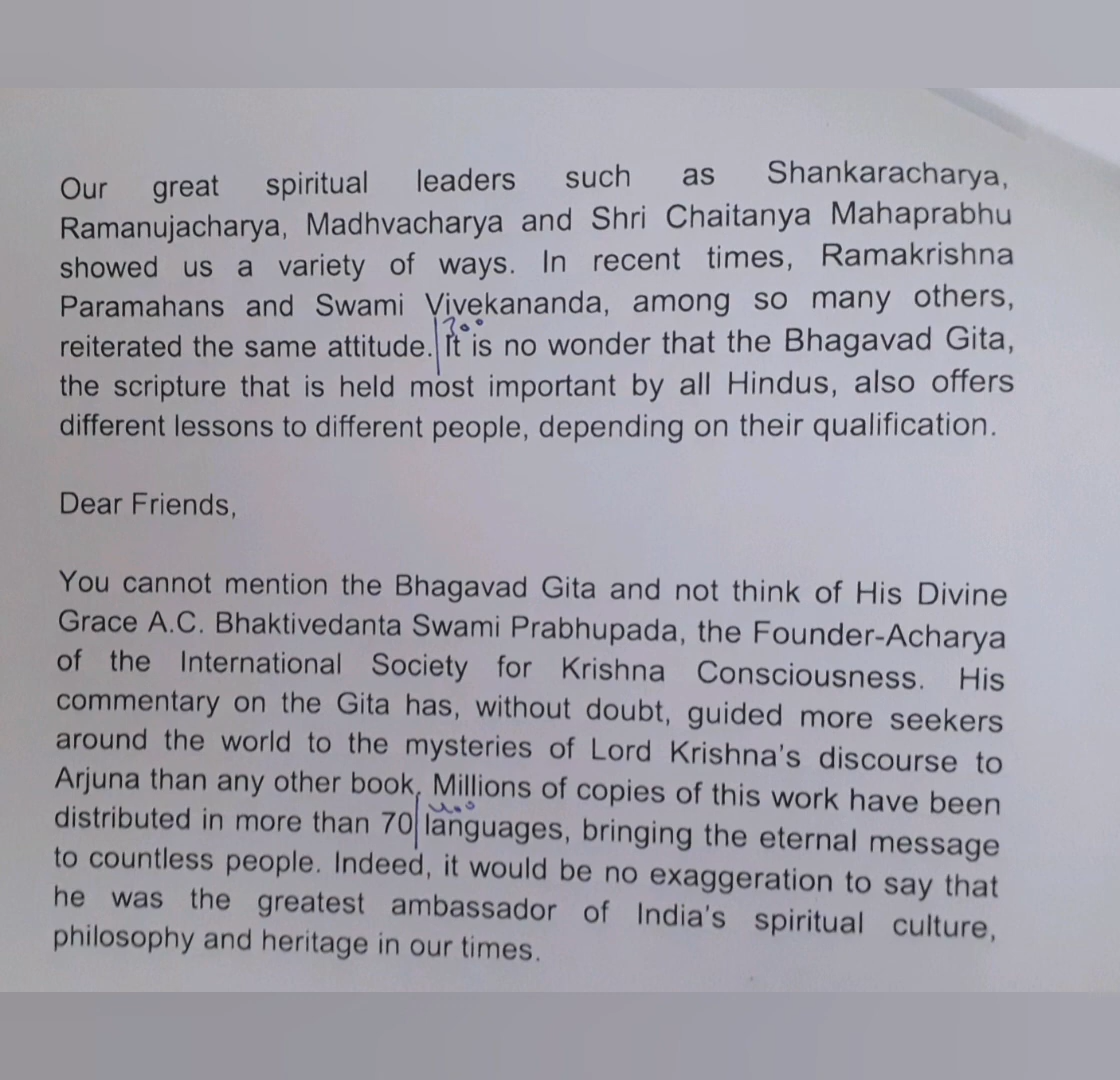 Our great spiritual leaders such as Shankaracharya,
Ramanujacharya, Madhvacharya and Shri Chaitanya Mahaprabhu
showed us a variety of ways. In recent times, Ramakrishna
Paramahans and Swami Vivekananda, among so many others,
300
reiterated the same attitude. It is no wonder that the Bhagavad Gita,
the scripture that is held most important by all Hindus, also offers
different lessons to different people, depending on their qualification.
Dear Friends,
You cannot mention the Bhagavad Gita and not think of His Divine
Grace A.C. Bhaktivedanta Swami Prabhupada, the Founder-Acharya
of the International Society for Krishna Consciousness. His
commentary on the Gita has, without doubt, guided more seekers
around the world to the mysteries of Lord Krishna's discourse to
Arjuna than any other book. Millions of copies of this work have been
400
distributed in more than 70 languages, bringing the eternal message
to countless people. Indeed, it would be no exaggeration to say that
he was the greatest ambassador of India's spiritual culture,
philosophy and heritage in our times.